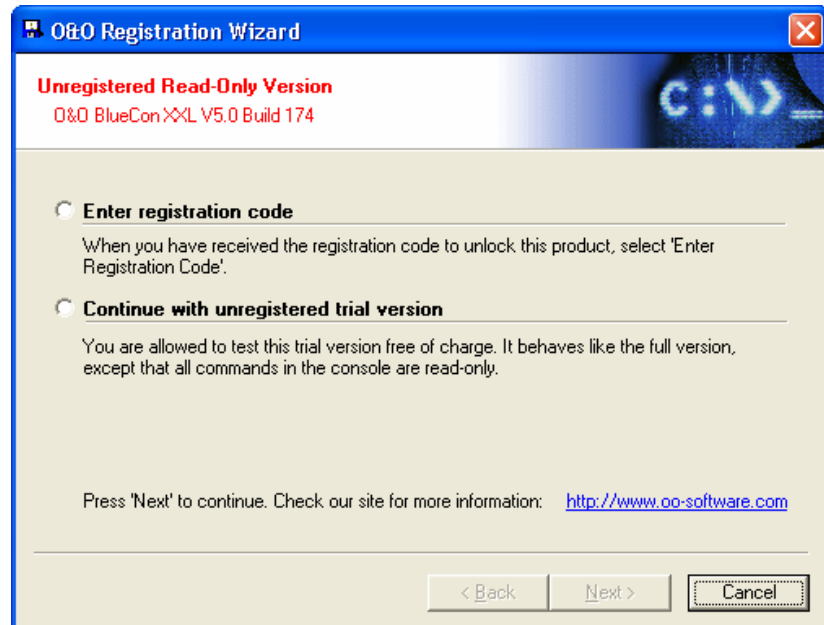 O&O Registration Wizard
Unregistered Read-Only Version
O&O BlueCon XXL V5.0 Build 174
C:\>_
Enter registration code
When you have received the registration code to unlock this product, select 'Enter
Registration Code'.
Continue with unregistered trial version
You are allowed to test this trial version free of charge. It behaves like the full version,
except that all commands in the console are read-only.
Press 'Next' to continue. Check our site for more information: http://www.oo-software.com
< Back Next > Cancel